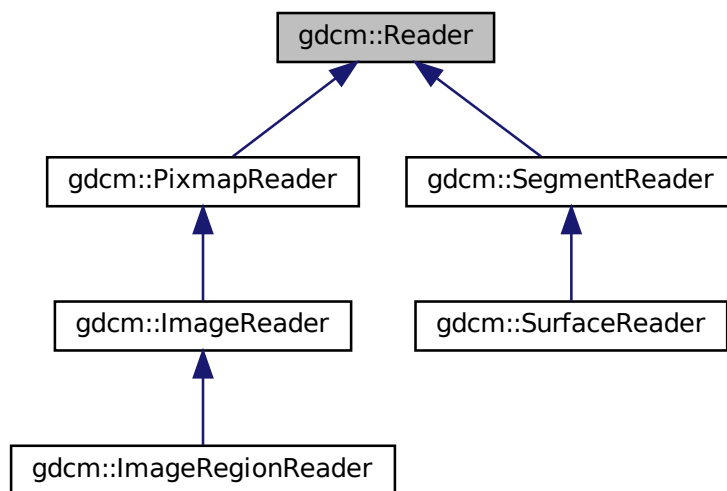 gdcm::Reader
gdcm::PixmapReader
gdcm::SegmentReader
gdcm::ImageReader
gdcm::SurfaceReader
gdcm::ImageRegionReader